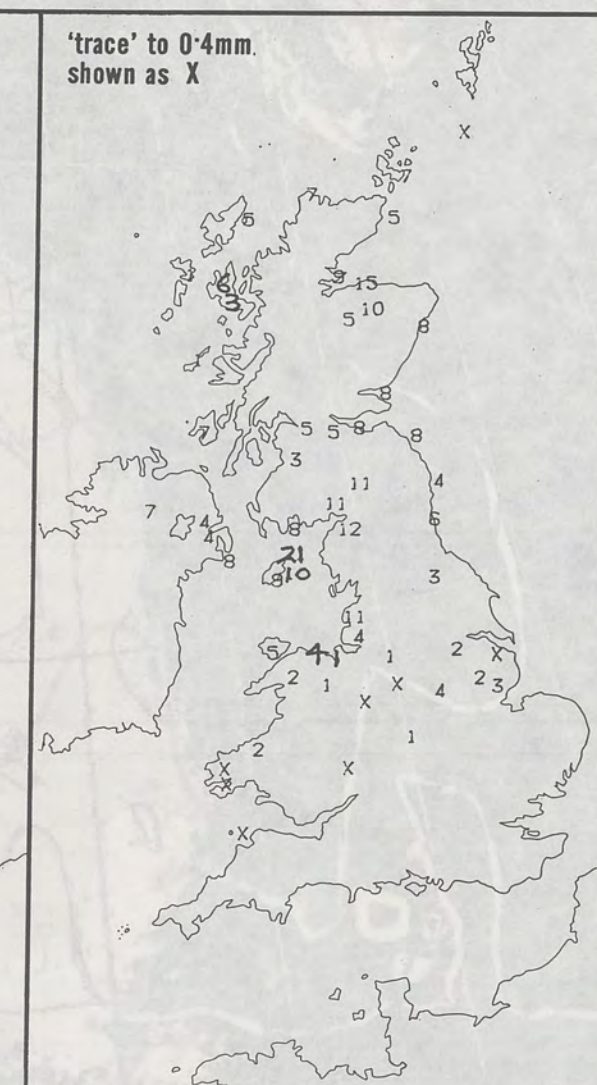 'trace' to 0·4mm.
shown as X
X
7
7
5 5
6 9 15
3 5 10
8
8
7 5 5 8 8
3
11 4
7 4 11 6
4 8 12
8 21
8 10 3
11
4
5 41 1 2 X
2 1 X X 4 2 3
2 1
X X
X
X